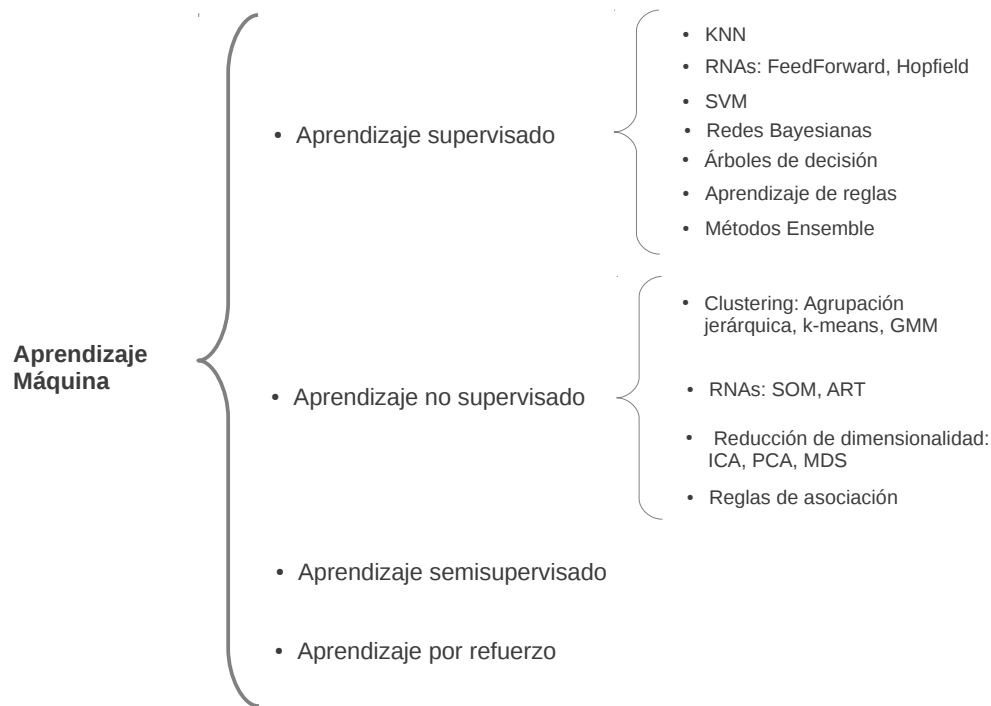 Aprendizaje
Máquina
• Aprendizaje supervisado
• KNN
• RNAs: FeedForward, Hopfield
• SVM
• Redes Bayesianas
• Árboles de decisión
• Aprendizaje de reglas
• Métodos Ensemble
• Aprendizaje no supervisado
• Clustering: Agrupación
jerárquica, k-means, GMM
• RNAs: SOM, ART
• Reducción de dimensionalidad:
ICA, PCA, MDS
• Reglas de asociación
• Aprendizaje semisupervisado
• Aprendizaje por refuerzo